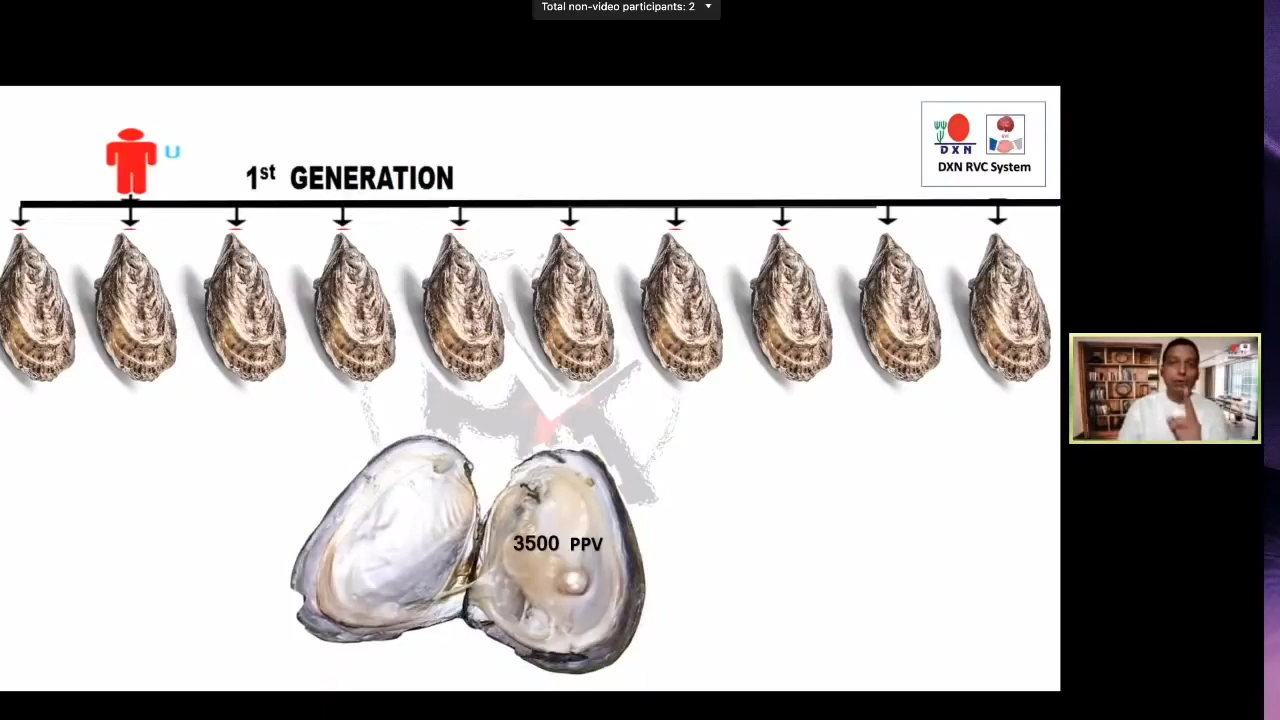 Total non-video participants: 2
U
1st GENERATION
DXN
DXN RVC System
3500 PPV